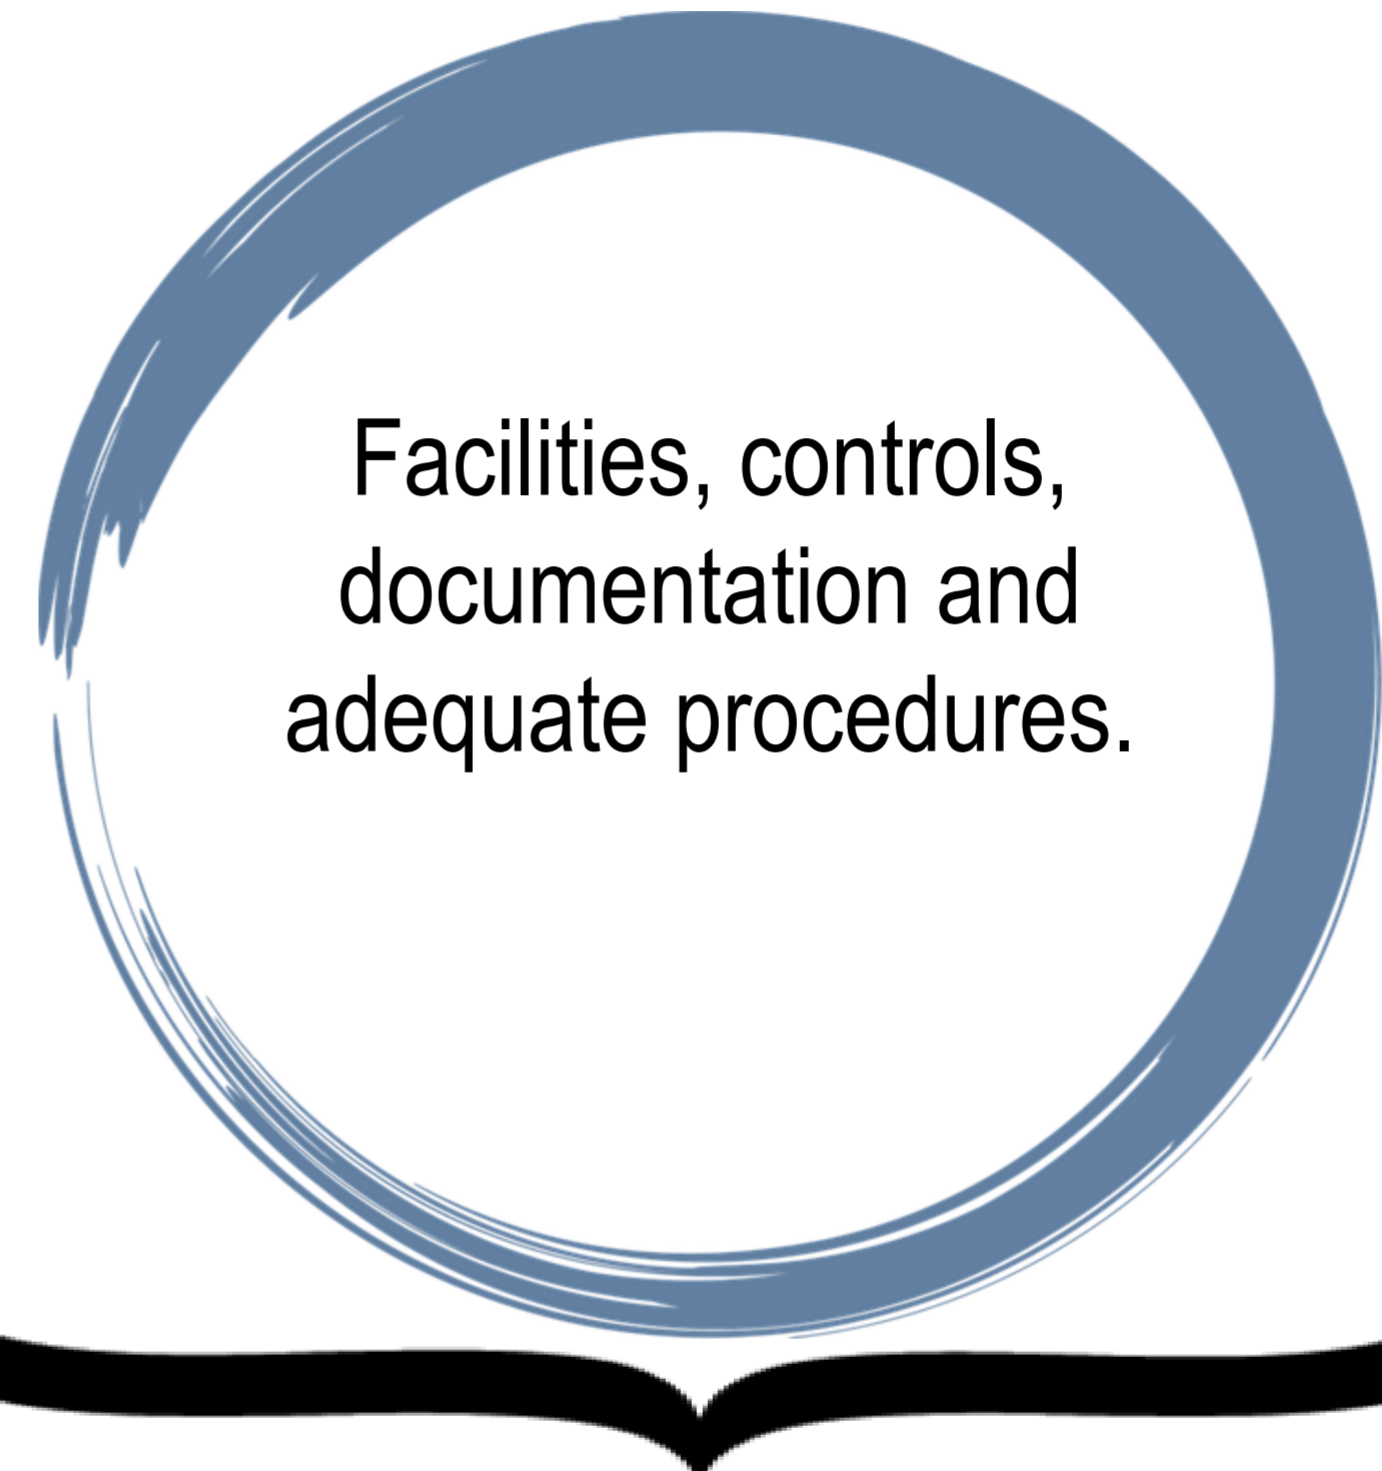 Facilities, controls,
documentation and
adequate procedures.